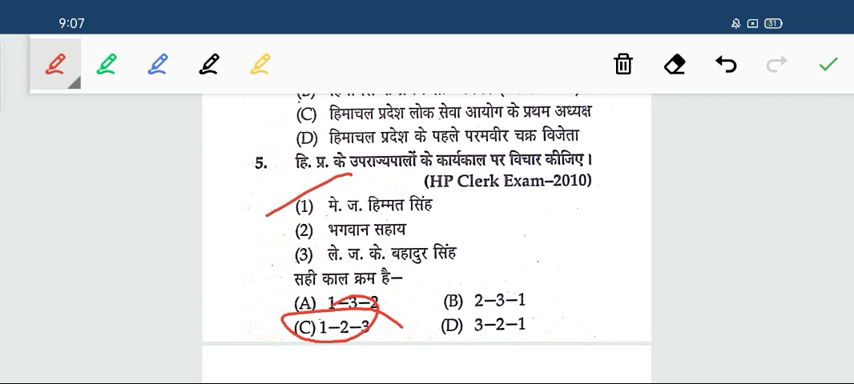 9:07
51
(C) हिमाचल प्रदेश लोक सेवा आयोग के प्रथम अध्यक्ष
(D) हिमाचल प्रदेश के पहले परमवीर चक्र विजेता
5. हि. प्र. के उपराज्यपालों के कार्यकाल पर विचार कीजिए।
(HP Clerk Exam–2010)
(1) मे. ज. हिम्मत सिंह
(2) भगवान सहाय
(3) ले. ज. के. बहादुर सिंह
सही काल क्रम है—
(A) 1–3–2 (B) 2–3–1
(C) 1–2–3 (D) 3–2–1